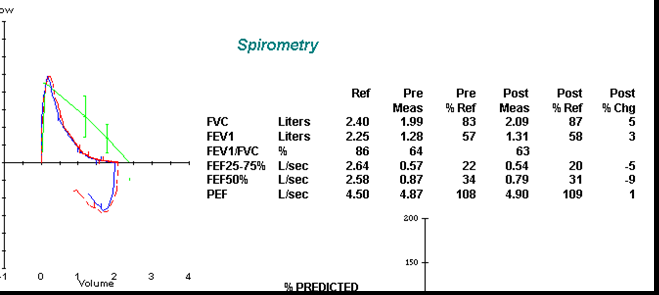 Spirometry
Ref Pre Pre Post Post Post
Meas % Ref Meas % Ref % Chg
FVC Liters 2.40 1.99 83 2.09 87 5
FEV1 Liters 2.25 1.28 57 1.31 58 3
FEV1/FVC % 86 64 63
FEF25-75% L/sec 2.64 0.57 22 0.54 20 -5
FEF50% L/sec 2.58 0.87 34 0.79 31 -9
PEF L/sec 4.50 4.87 108 4.90 109 1
200
150
-1 0 1 2 3 4
Volume
% PREDICTED